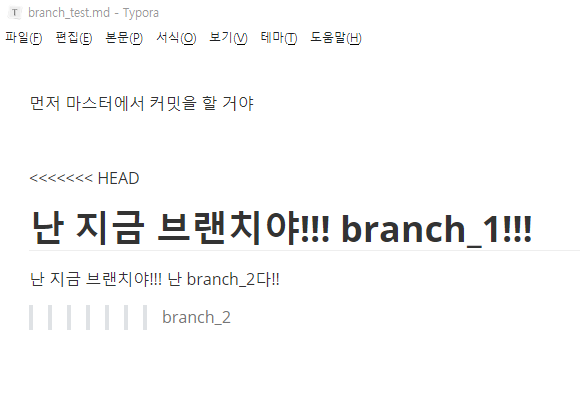 branch_test.md - Typora
파일(F) 편집(E) 본문(P) 서식(O) 보기(V) 테마(T) 도움말(H)
먼저 마스터에서 커밋을 할 거야
<<<<<<< HEAD
난 지금 브랜치야!!! branch_1!!!
난 지금 브랜치야!!! 난 branch_2다!!
branch_2